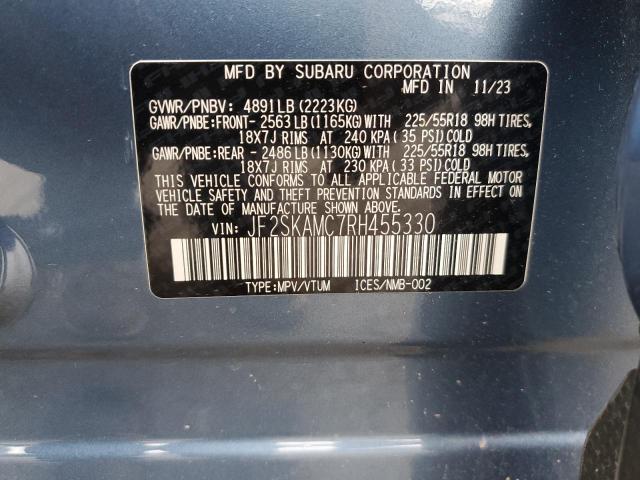 MFD BY SUBARU CORPORATION IN 11/23
GVWR/PNBV: 4891LB (2223KG)
GAWR/PNBE:FRONT- 2563 LB (1165KG) WITH 225/55R18 98H TIRES,
18X7J RIMS AT 240 KPA ( 35 PSI) COLD
GAWR/PNBE:REAR - 2486 LB (1130KG) WITH 225/55R18 98H TIRES,
18X7J RIMS AT 230 KPA ( 33 PSI) COLD
THIS VEHICLE CONFORMS TO ALL APPLICABLE FEDERAL MOTOR
VEHICLE SAFETY AND THEFT PREVENTION STANDARDS IN EFFECT
ON THE DATE OF MANUFACTURE SHOWN ABOVE.
VIN: JF2SKAMC7RH455330
TYPE:MPV/VTUM ICES/NMB-002